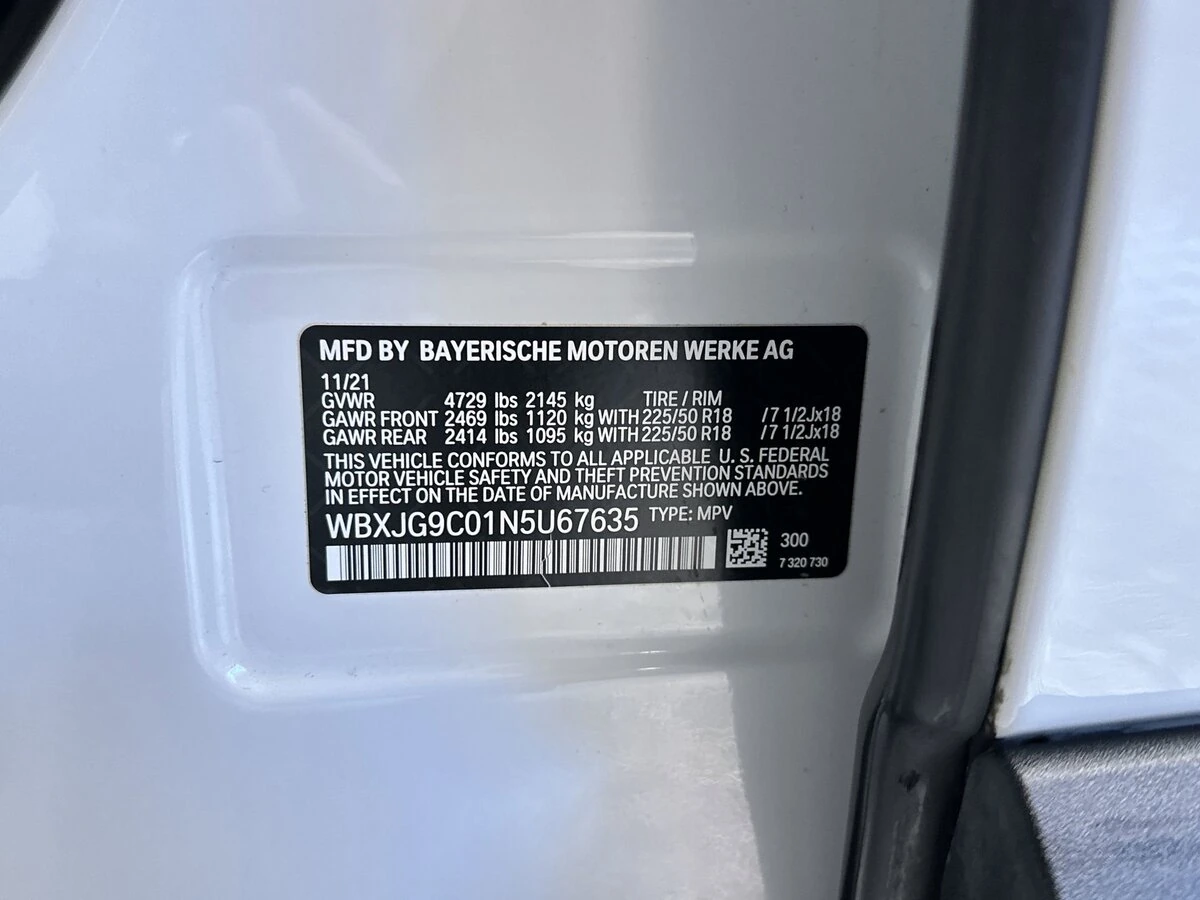 MFD BY BAYERISCHE MOTOREN WERKE AG
11/21
GVWR 4729 lbs 2145 kg TIRE / RIM
GAWR FRONT 2469 lbs 1120 kg WITH 225/50 R18 /7 1/2Jx18
GAWR REAR 2414 lbs 1095 kg WITH 225/50 R18 /7 1/2Jx18
THIS VEHICLE CONFORMS TO ALL APPLICABLE U. S. FEDERAL
MOTOR VEHICLE SAFETY AND THEFT PREVENTION STANDARDS
IN EFFECT ON THE DATE OF MANUFACTURE SHOWN ABOVE.
WBXJG9C01N5U67635 TYPE: MPV
300
7 320 730